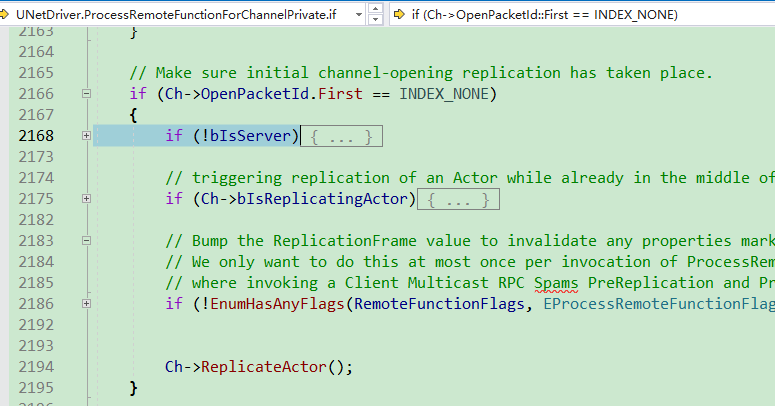 UNetDriver.ProcessRemoteFunctionForChannelPrivate.if
if (Ch->OpenPacketId::First == INDEX_NONE)
2163 }
2164
2165 // Make sure initial channel-opening replication has taken place.
2166 if (Ch->OpenPacketId.First == INDEX_NONE)
2167 {
2168 if (!bIsServer) { ... }
2173
2174 // triggering replication of an Actor while already in the middle of
2175 if (Ch->bIsReplicatingActor) { ... }
2182
2183 // Bump the ReplicationFrame value to invalidate any properties mark
2184 // We only want to do this at most once per invocation of ProcessRem
2185 // where invoking a Client Multicast RPC Spams PreReplication and Pr
2186 if (!EnumHasAnyFlags(RemoteFunctionFlags, EProcessRemoteFunctionFlag
2192
2193
2194 Ch->ReplicateActor();
2195 }